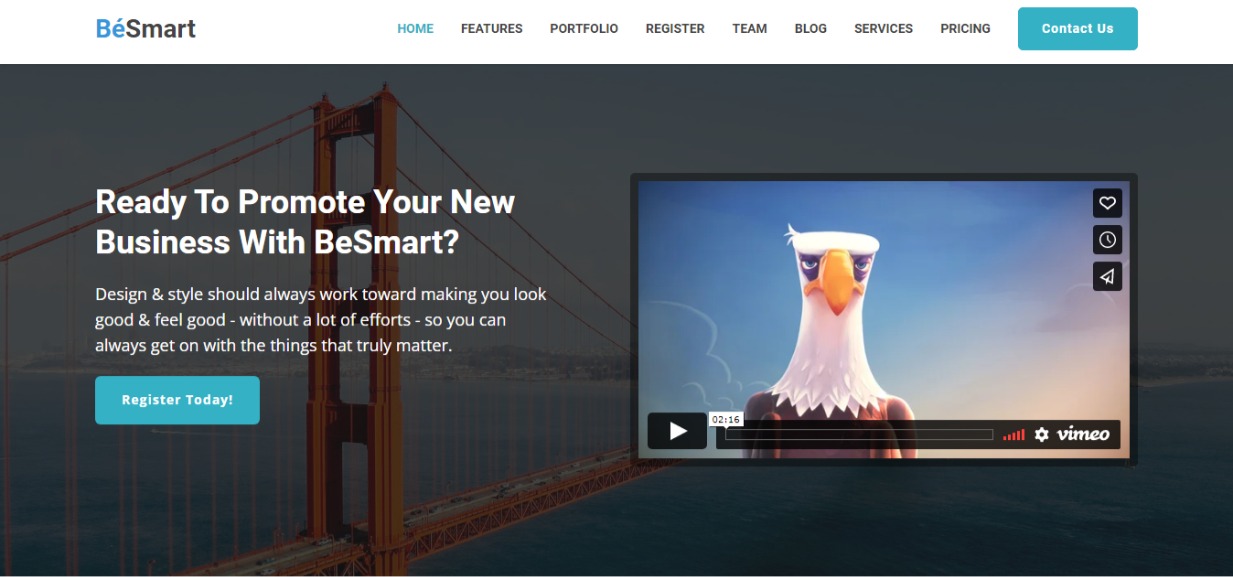 BéSmart
HOME FEATURES PORTFOLIO REGISTER TEAM BLOG SERVICES PRICING Contact Us
Ready To Promote Your New
Business With BeSmart?
Design & style should always work toward making you look
good & feel good - without a lot of efforts - so you can
always get on with the things that truly matter.
Register Today!
02:16
vimeo